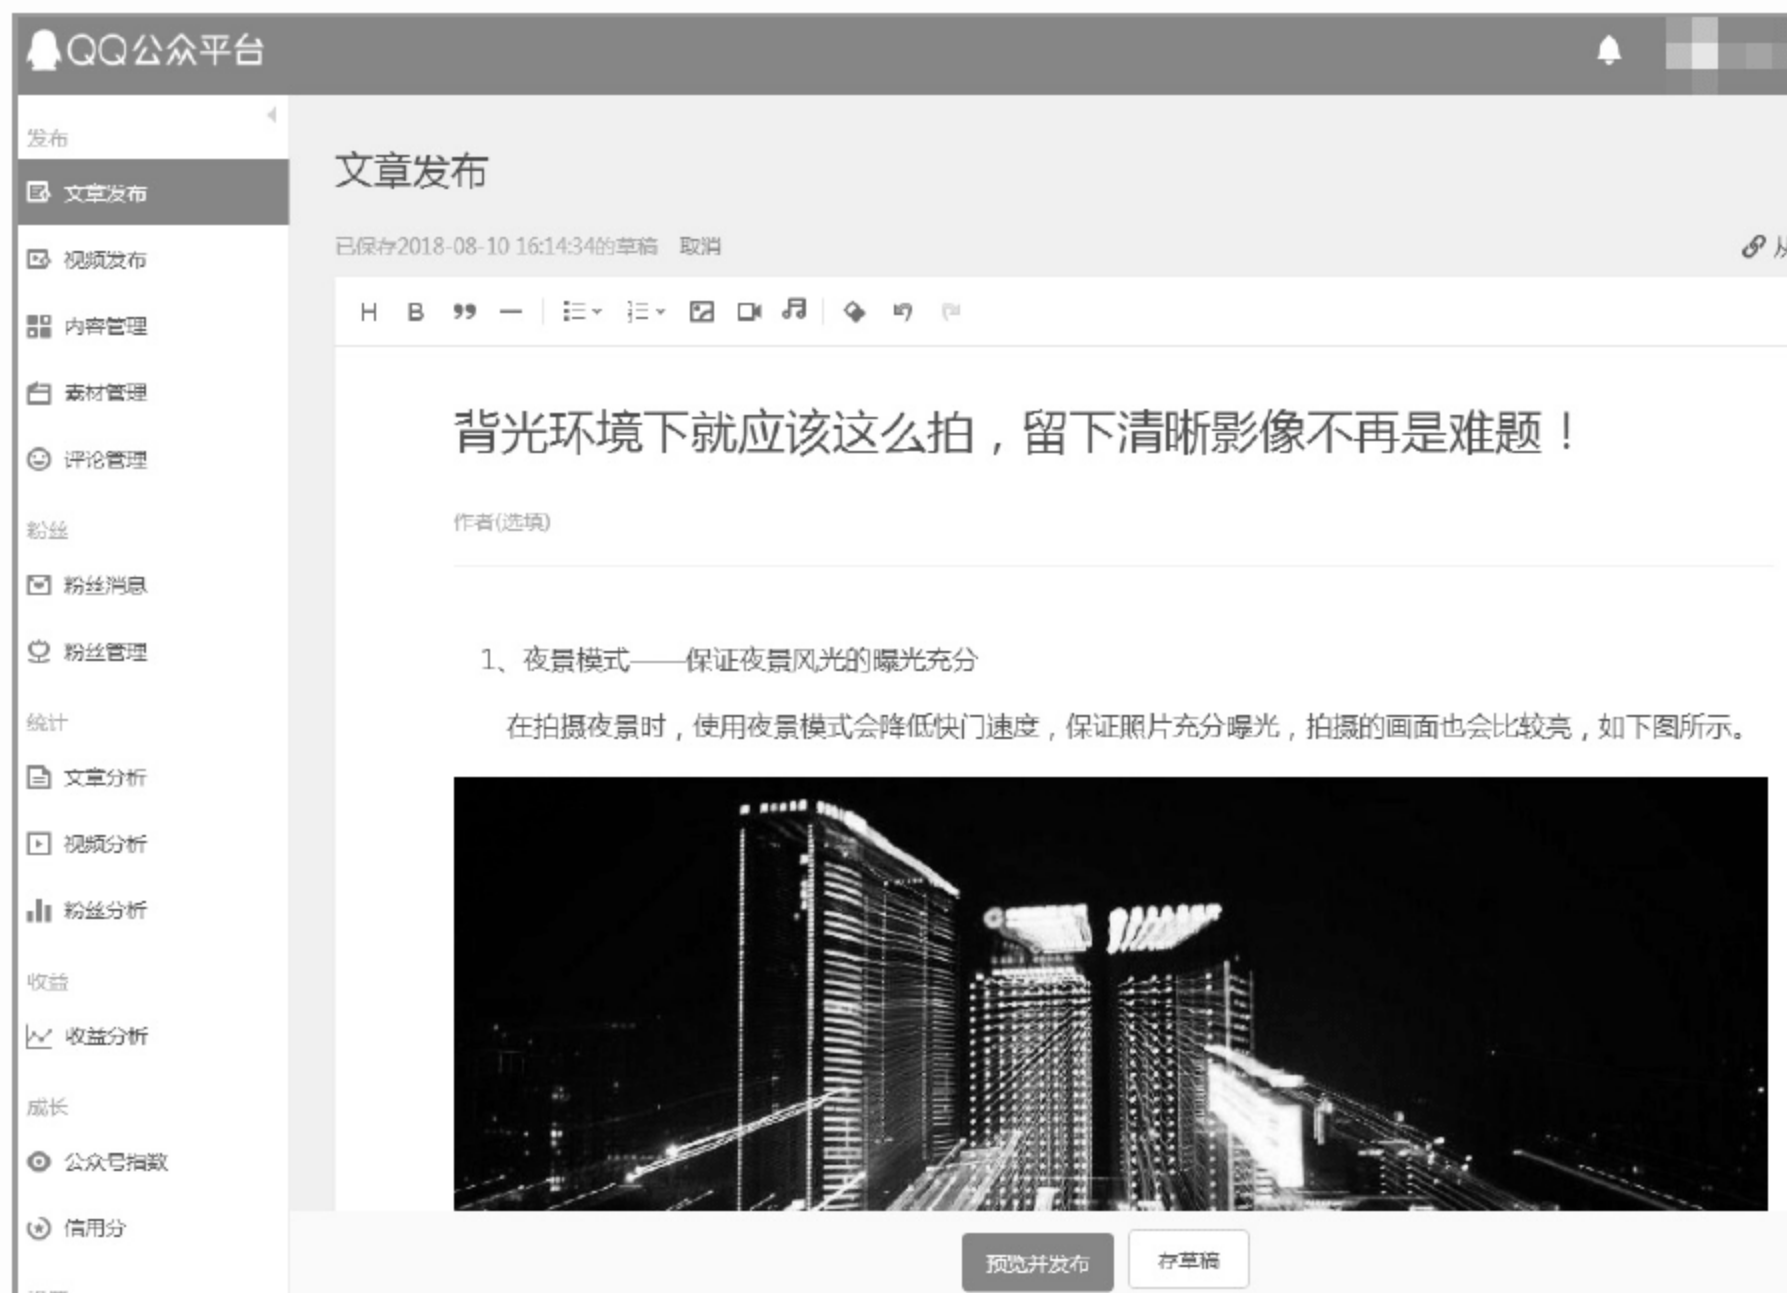 QQ公众平台
发布
文章发布
视频发布
内容管理
素材管理
评论管理
粉丝
粉丝消息
粉丝管理
统计
文章分析
视频分析
粉丝分析
收益
收益分析
成长
公众号指数
信用分
文章发布
已保存2018-08-10 16:14:34的草稿 取消
H B
背光环境下就应该这么拍，留下清晰影像不再是难题！
作者(选填)
1、夜景模式——保证夜景风光的曝光充分
在拍摄夜景时，使用夜景模式会降低快门速度，保证照片充分曝光，拍摄的画面也会比较亮，如下图所示。
预览并发布 存草稿